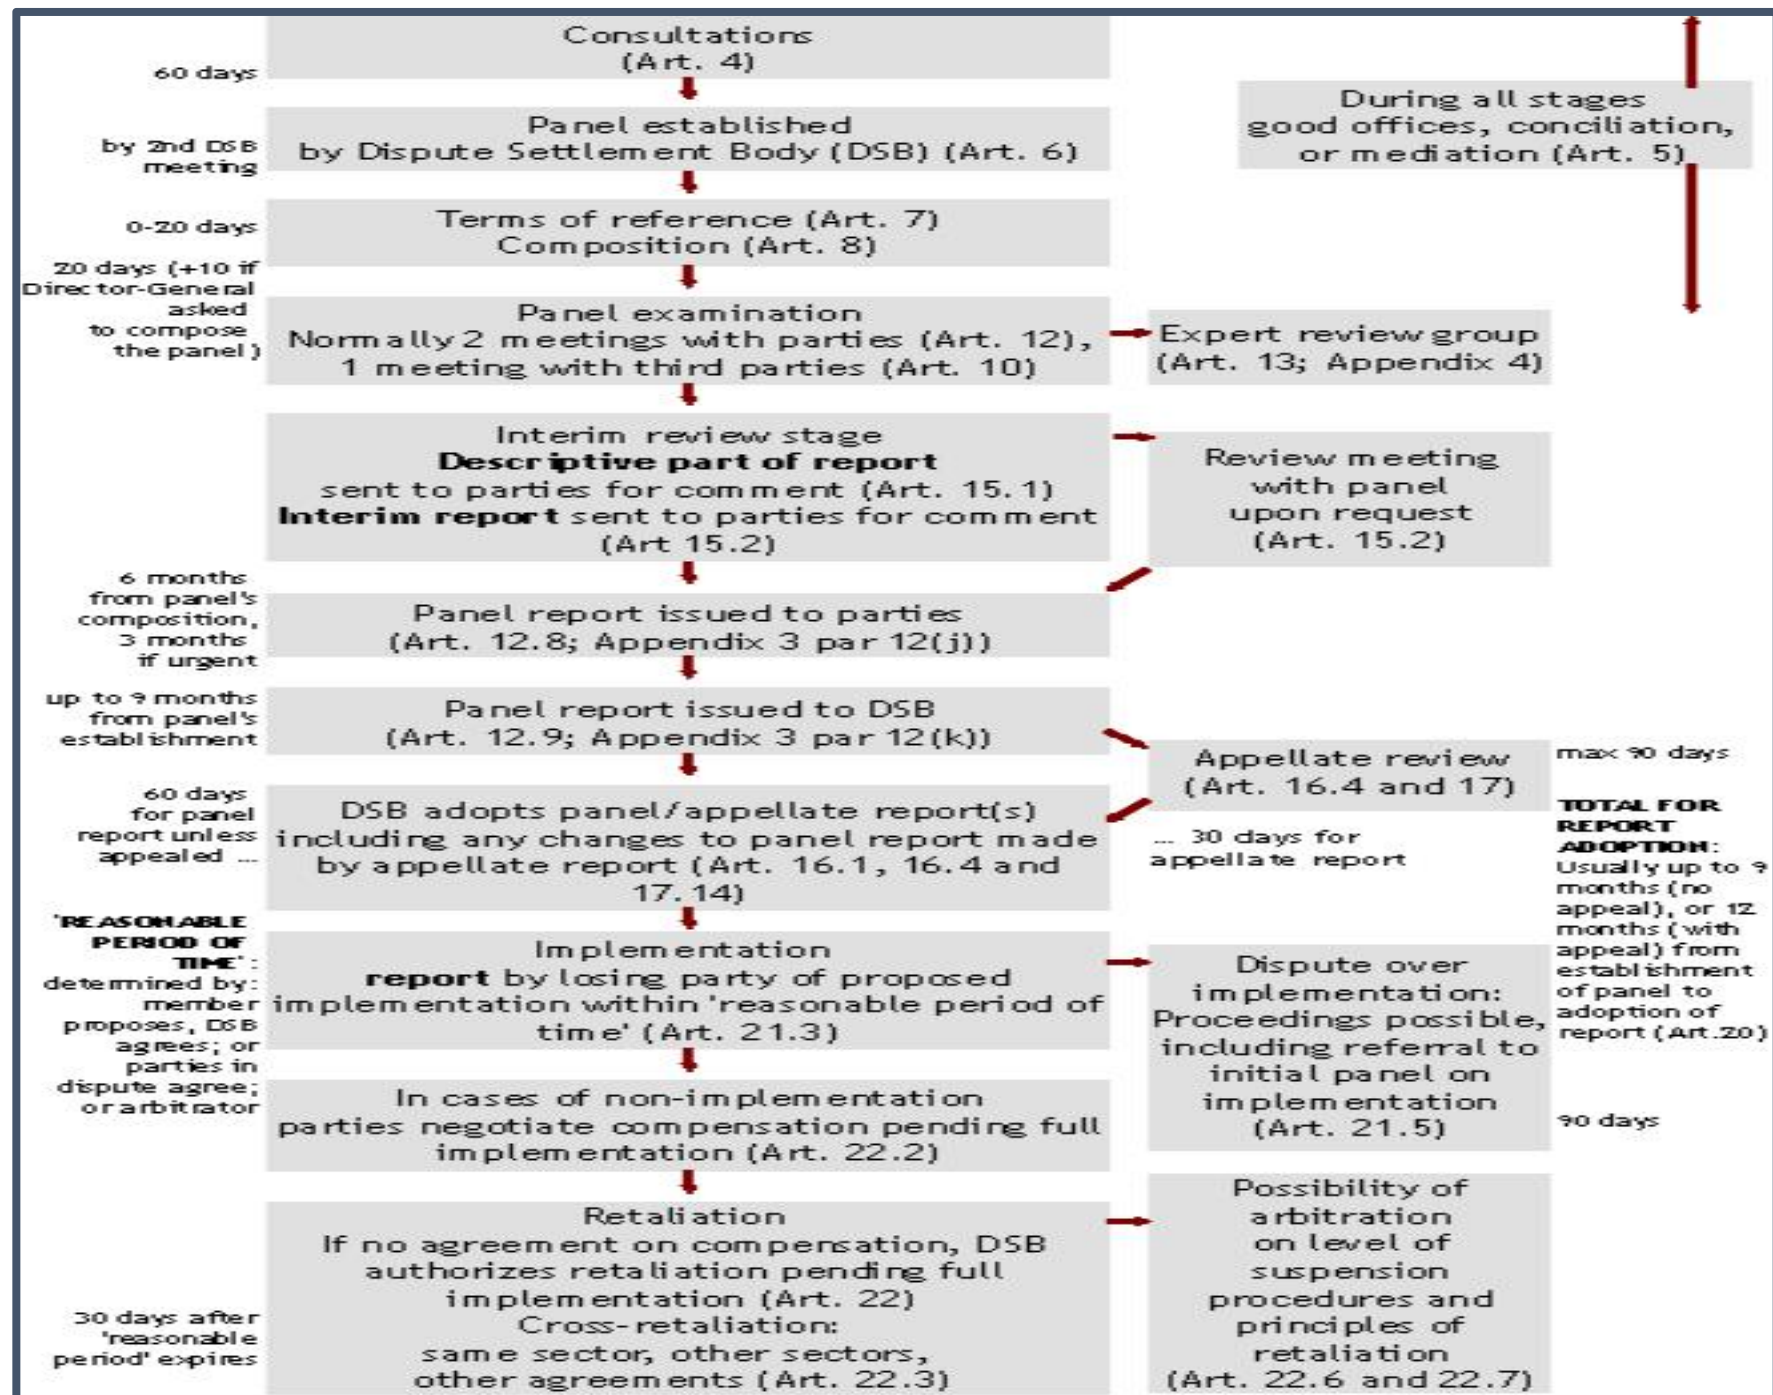 Consultations
(Art. 4)
60 days
Panel established
by Dispute Settlement Body (DSB) (Art. 6)
by 2nd DSB
meeting
During all stages
good offices, conciliation,
or mediation (Art. 5)
Terms of reference (Art. 7)
Composition (Art. 8)
0-20 days
20 days (+10 if
Director-General
asked
to compose
the panel)
Panel examination
Normally 2 meetings with parties (Art. 12),
1 meeting with third parties (Art. 10)
Expert review group
(Art. 13; Appendix 4)
Interim review stage
Descriptive part of report
sent to parties for comment (Art. 15.1)
Interim report sent to parties for comment
(Art 15.2)
Review meeting
with panel
upon request
(Art. 15.2)
6 months
from panel's
composition,
3 months
if urgent
Panel report issued to parties
(Art. 12.8; Appendix 3 par 12(j))
up to 9 months
from panel's
establishment
Panel report issued to DSB
(Art. 12.9; Appendix 3 par 12(k))
Appellate review
(Art. 16.4 and 17)
max 90 days
60 days
for panel
report unless
appealed ...
DSB adopts panel/appellate report(s)
including any changes to panel report made
by appellate report (Art. 16.1, 16.4 and
17.14)
... 30 days for
appellate report
TOTAL FOR
REPORT
ADOPTION:
Usually up to 9
months (no
appeal), or 12
months (with
appeal) from
establishment
of panel to
adoption of
report (Art.20)
'REASONABLE
PERIOD OF
TIME':
determined by:
member
proposes, DSB
agrees; or
parties in
dispute agree;
or arbitrator
Implementation
report by losing party of proposed
implementation within 'reasonable period of
time' (Art. 21.3)
Dispute over
implementation:
Proceedings possible,
including referral to
initial panel on
implementation
(Art. 21.5)
90 days
In cases of non-implementation
parties negotiate compensation pending full
implementation (Art. 22.2)
Retaliation
If no agreement on compensation, DSB
authorizes retaliation pending full
implementation (Art. 22)
Cross-retaliation:
same sector, other sectors,
other agreements (Art. 22.3)
30 days after
'reasonable
period' expires
Possibility of
arbitration
on level of
suspension
procedures and
principles of
retaliation
(Art. 22.6 and 22.7)